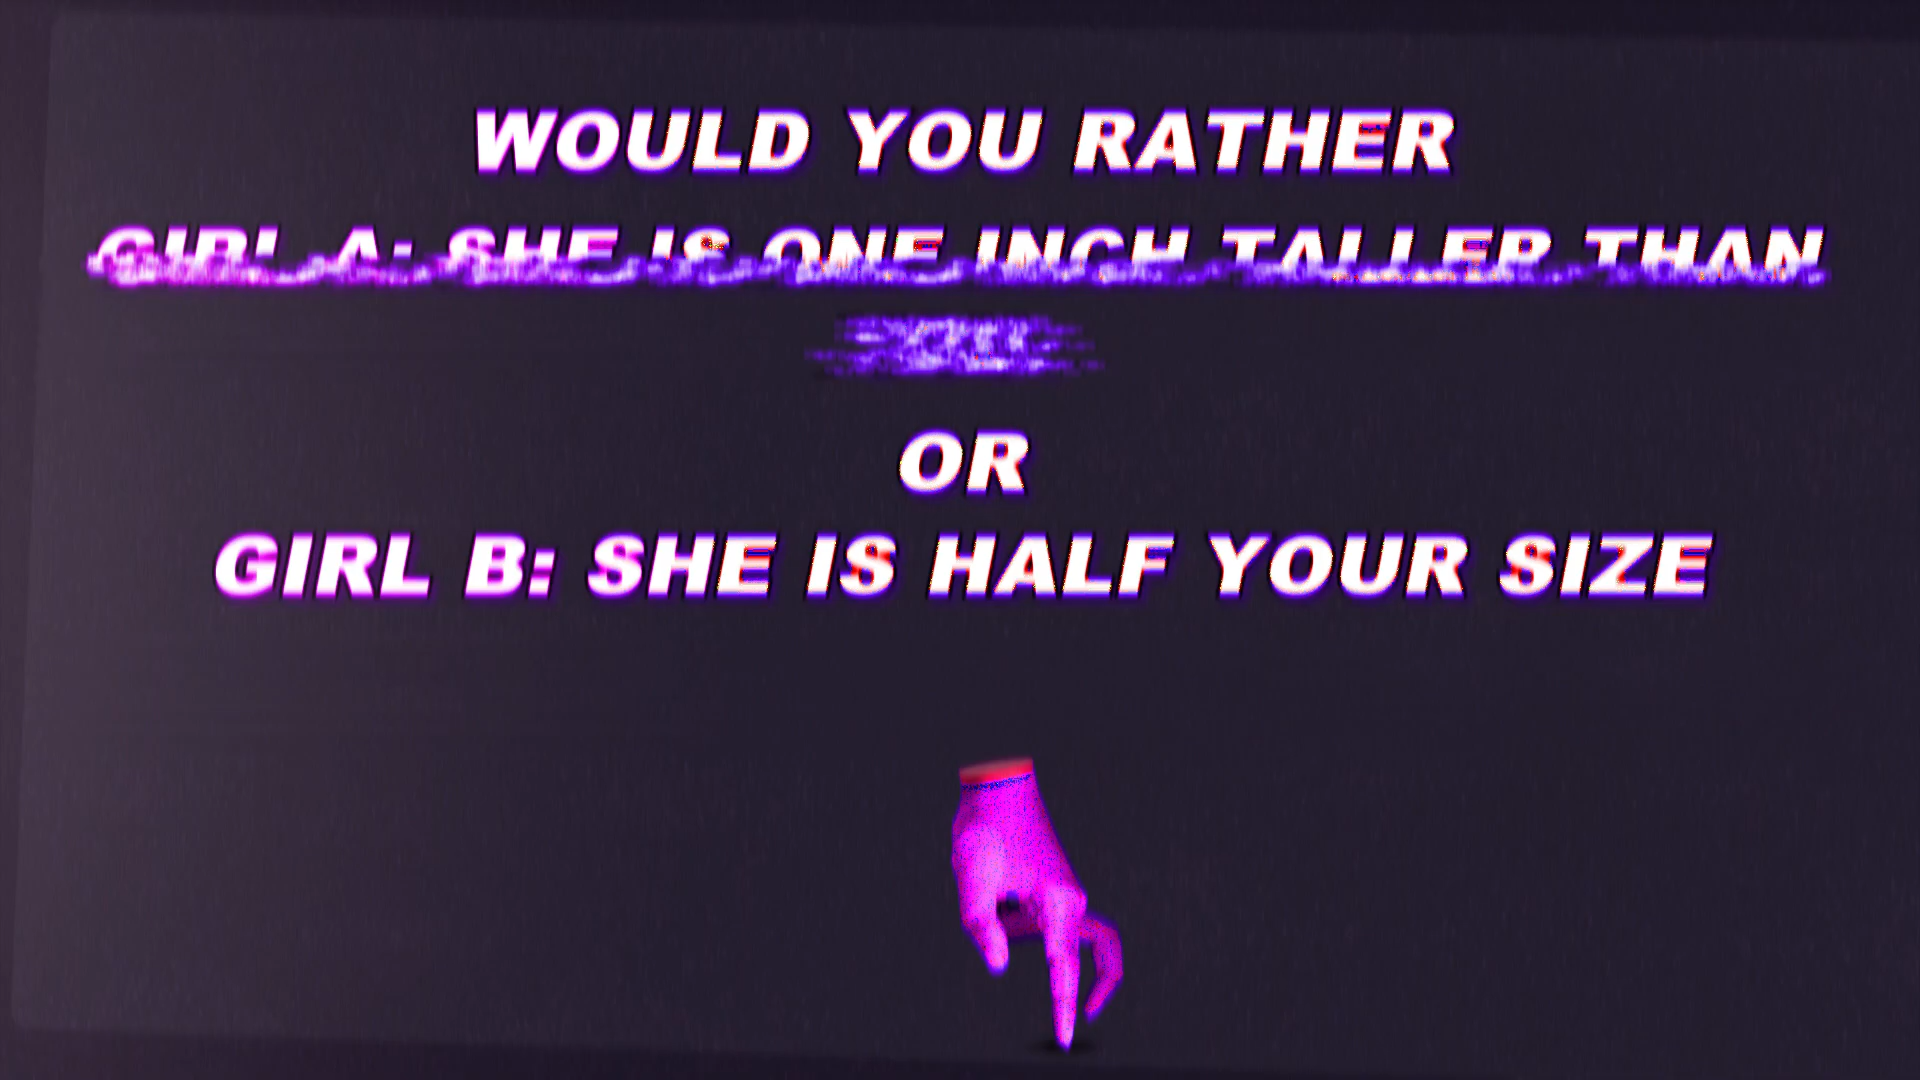 WOULD YOU RATHER
GIRL A: SHE IS ONE INCH TALLER THAN
OR
GIRL B: SHE IS HALF YOUR SIZE